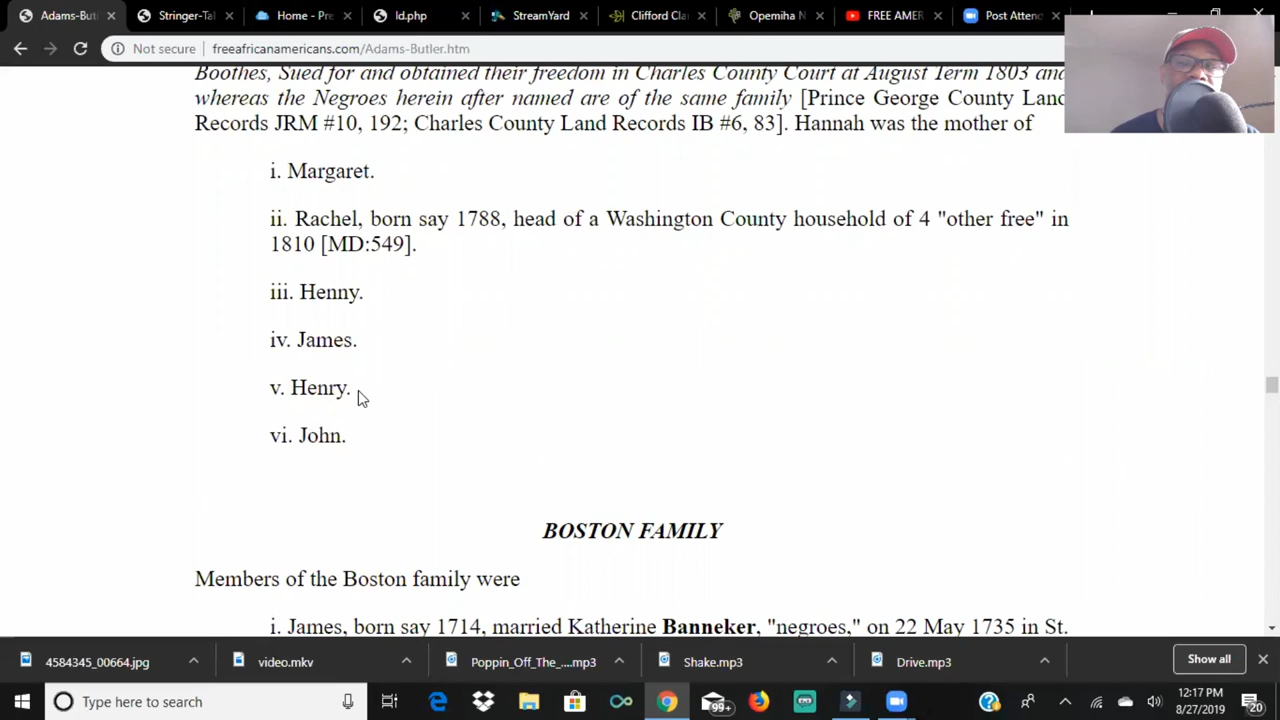 Adams-But
Stringer-Tal
Home - Pre
ld.php
StreamYard
Clifford Cla
Opemiha N
FREE AMER
Post Attend
Not secure
freeafricanamericans.com/Adams-Butler.htm
Boothes, Sued for and obtained their freedom in Charles County Court at August Term 1803 and
whereas the Negroes herein after named are of the same family [Prince George County Land
Records JRM #10, 192; Charles County Land Records IB #6, 83]. Hannah was the mother of
i. Margaret.
ii. Rachel, born say 1788, head of a Washington County household of 4 "other free" in
1810 [MD:549].
iii. Henny.
iv. James.
v. Henry.
vi. John.
BOSTON FAMILY
Members of the Boston family were
i. James, born say 1714, married Katherine Banneker, "negroes," on 22 May 1735 in St.
4584345_00664.jpg
video.mkv
Poppin_Off_The_....mp3
Shake.mp3
Drive.mp3
Show all
Type here to search
99+
12:17 PM
8/27/2019
20